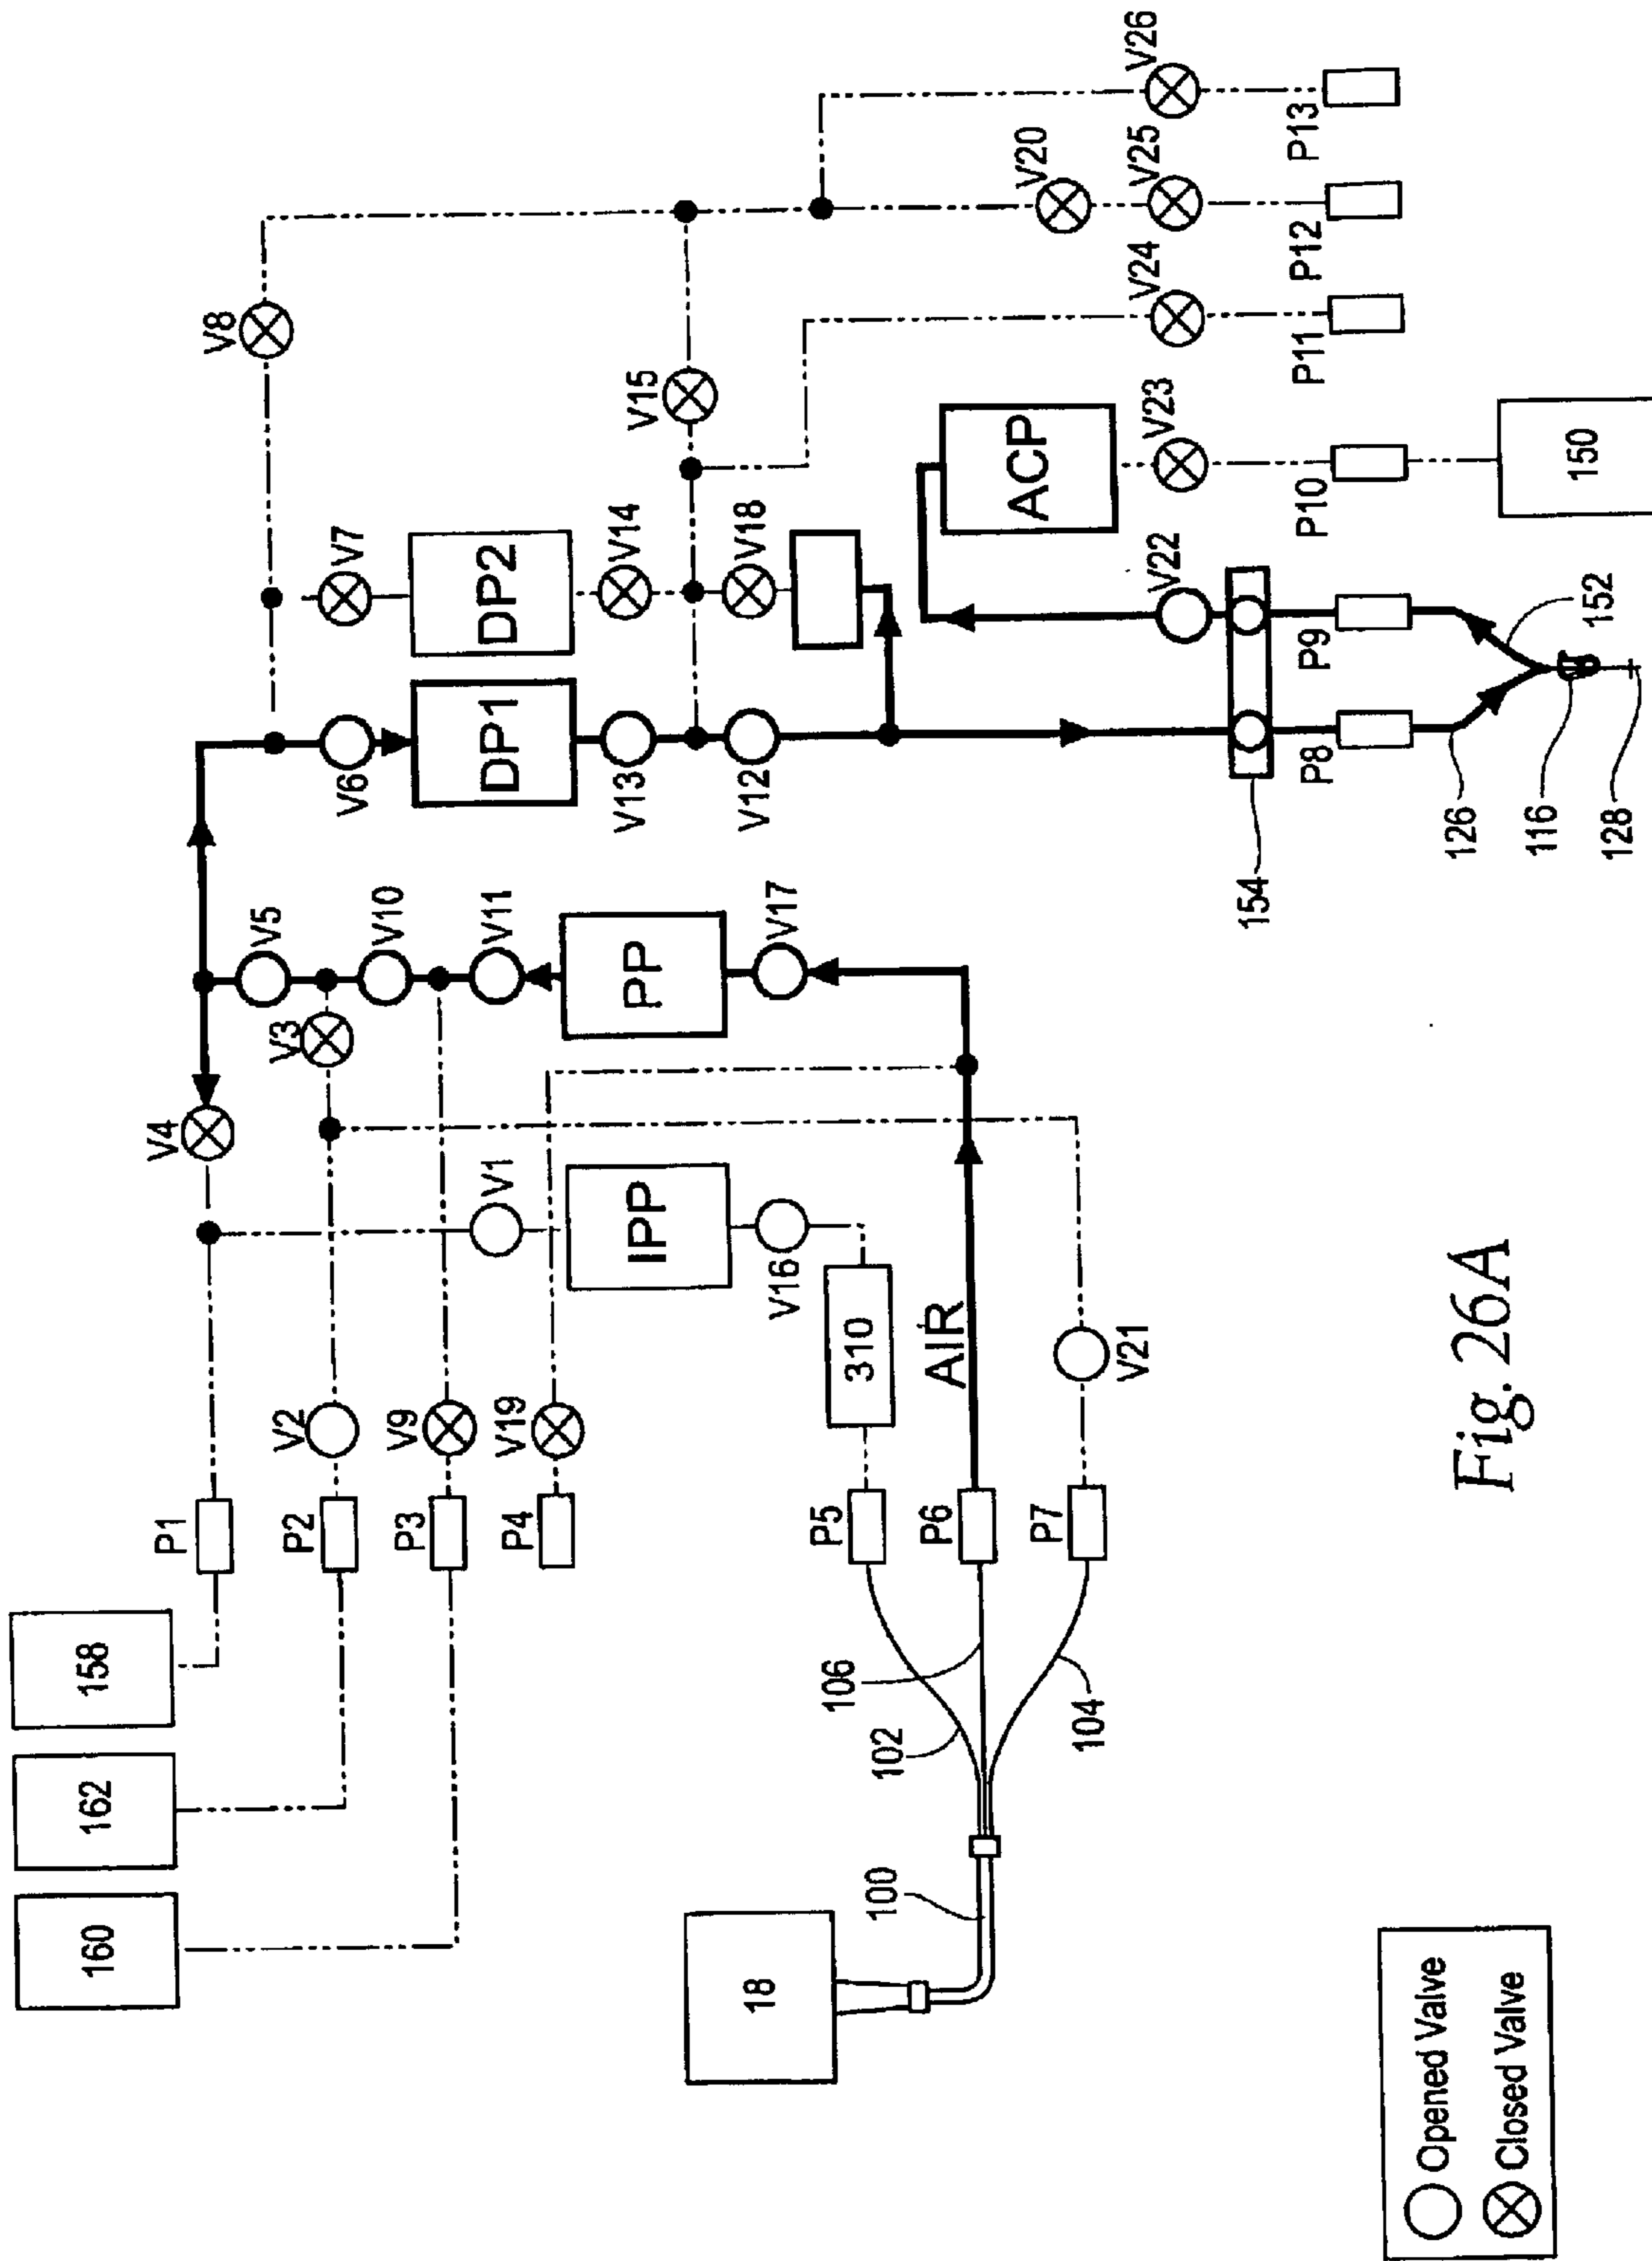 160
162
158
P1
P2
P3
P4
V2
V9
V19
V4
V3
V5
V10
V11
V1
IPP
V16
PP
V17
310
AIR
P5
P6
P7
V21
18
100
102
106
104
V6
DP1
V13
V12
V7
DP2
V14
V18
V8
V15
ACP
V22
V23
V24
V20
V25
V26
154
P8
P9
P10
P11
P12
P13
126
116
128
152
150
Opened Valve
Closed Valve
Fig. 26A